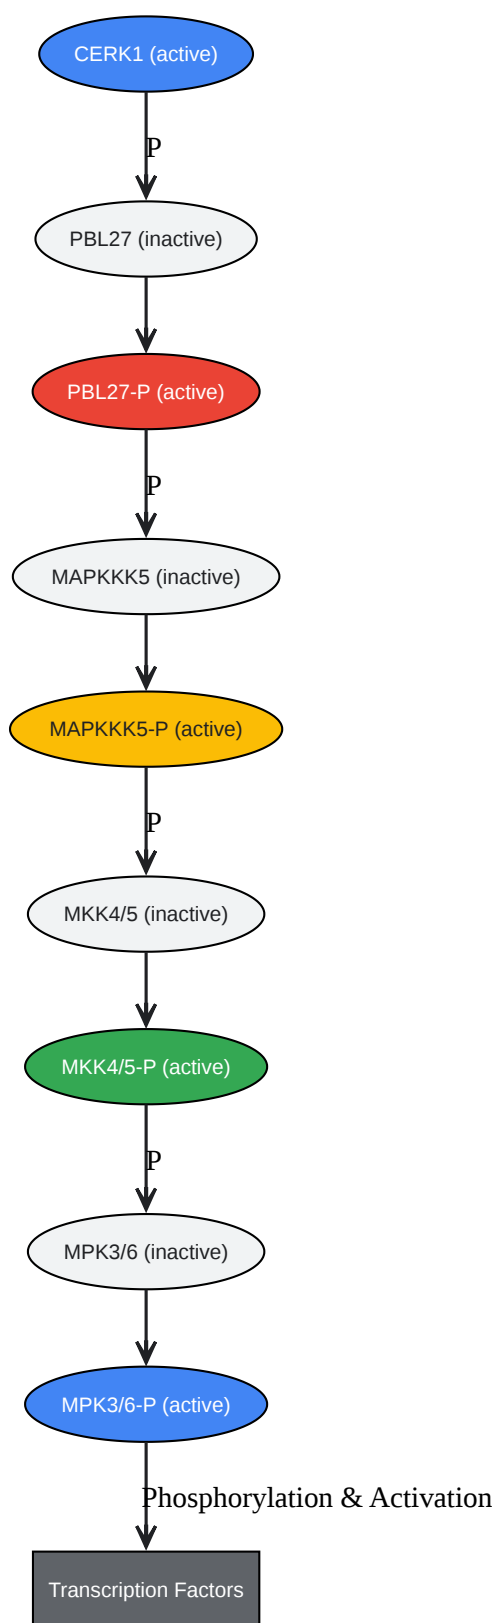 CERK1 (active)
P
PBL27 (inactive)
PBL27-P (active)
P
MAPKKK5 (inactive)
MAPKKK5-P (active)
P
MKK4/5 (inactive)
MKK4/5-P (active)
P
MPK3/6 (inactive)
MPK3/6-P (active)
Phosphorylation & Activation
Transcription Factors